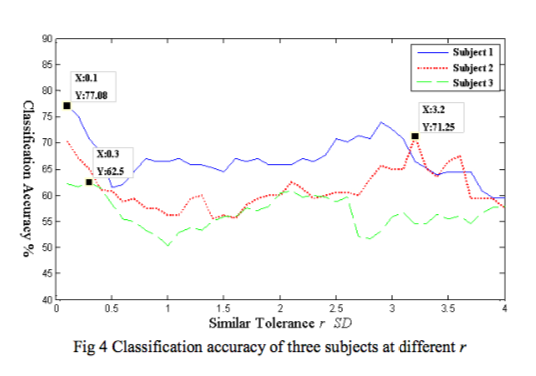 90
85
80
75
70
65
60
55
50
45
40
Classification Accuracy %
X:0.1
Y:77.08
X:0.3
Y:62.5
X:3.2
Y:71.25
Subject 1
Subject 2
Subject 3
0 0.5 1 1.5 2 2.5 3 3.5 4
Similar Tolerance r SD
Fig 4 Classification accuracy of three subjects at different r